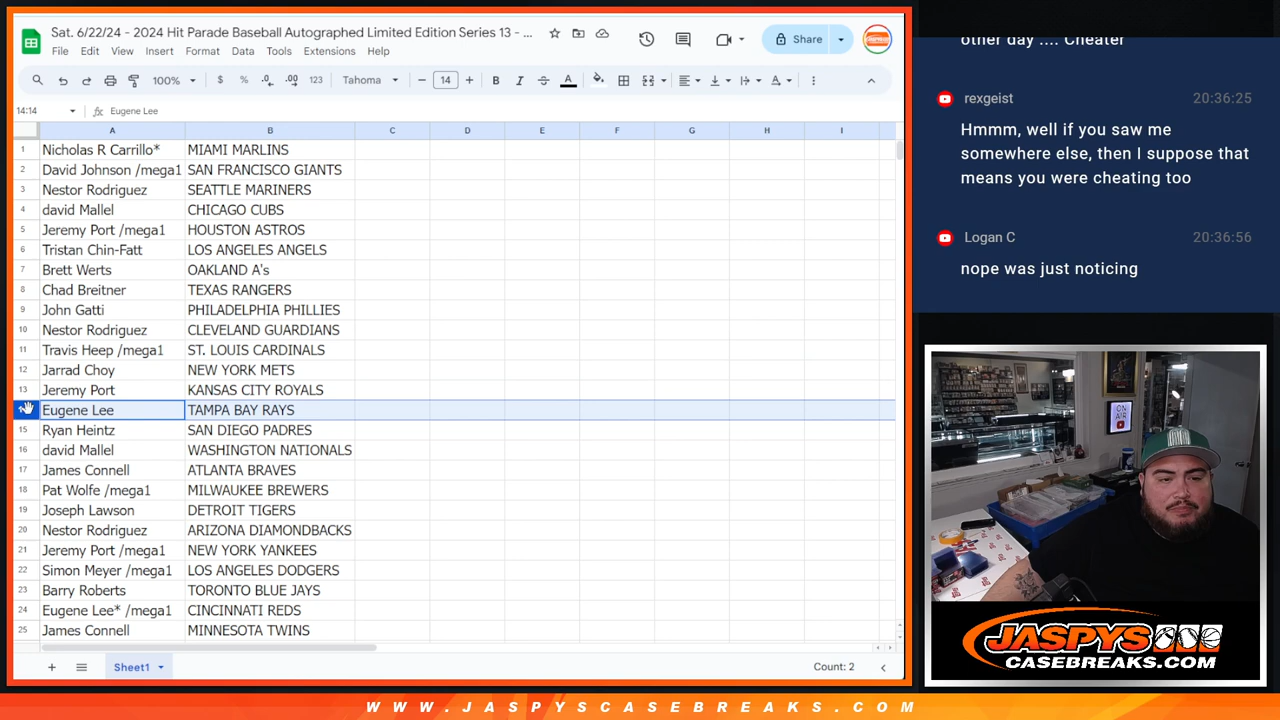 Sat. 6/22/24 - 2024 Hit Parade Baseball Autographed Limited Edition Series 13 - ...
File Edit View Insert Format Data Tools Extensions Help
Share
100% $ % .0 .00 123 Tahoma - 14 + B I A
14:14 fx Eugene Lee
A B C D E F G H I
1 Nicholas R Carrillo* MIAMI MARLINS
2 David Johnson /mega1 SAN FRANCISCO GIANTS
3 Nestor Rodriguez SEATTLE MARINERS
4 david Mallel CHICAGO CUBS
5 Jeremy Port /mega1 HOUSTON ASTROS
6 Tristan Chin-Fatt LOS ANGELES ANGELS
7 Brett Werts OAKLAND A's
8 Chad Breitner TEXAS RANGERS
9 John Gatti PHILADELPHIA PHILLIES
10 Nestor Rodriguez CLEVELAND GUARDIANS
11 Travis Heep /mega1 ST. LOUIS CARDINALS
12 Jarrad Choy NEW YORK METS
13 Jeremy Port KANSAS CITY ROYALS
Eugene Lee TAMPA BAY RAYS
15 Ryan Heintz SAN DIEGO PADRES
16 david Mallel WASHINGTON NATIONALS
17 James Connell ATLANTA BRAVES
18 Pat Wolfe /mega1 MILWAUKEE BREWERS
19 Joseph Lawson DETROIT TIGERS
20 Nestor Rodriguez ARIZONA DIAMONDBACKS
21 Jeremy Port /mega1 NEW YORK YANKEES
22 Simon Meyer /mega1 LOS ANGELES DODGERS
23 Barry Roberts TORONTO BLUE JAYS
24 Eugene Lee* /mega1 CINCINNATI REDS
25 James Connell MINNESOTA TWINS
Sheet1
Count: 2
other day .... Cheater
rexgeist 20:36:25
Hmmm, well if you saw me
somewhere else, then I suppose that
means you were cheating too
Logan C 20:36:56
nope was just noticing
ON AIR
JASPYS
CASEBREAKS.COM
WWW.JASPYSCASEBREAKS.COM